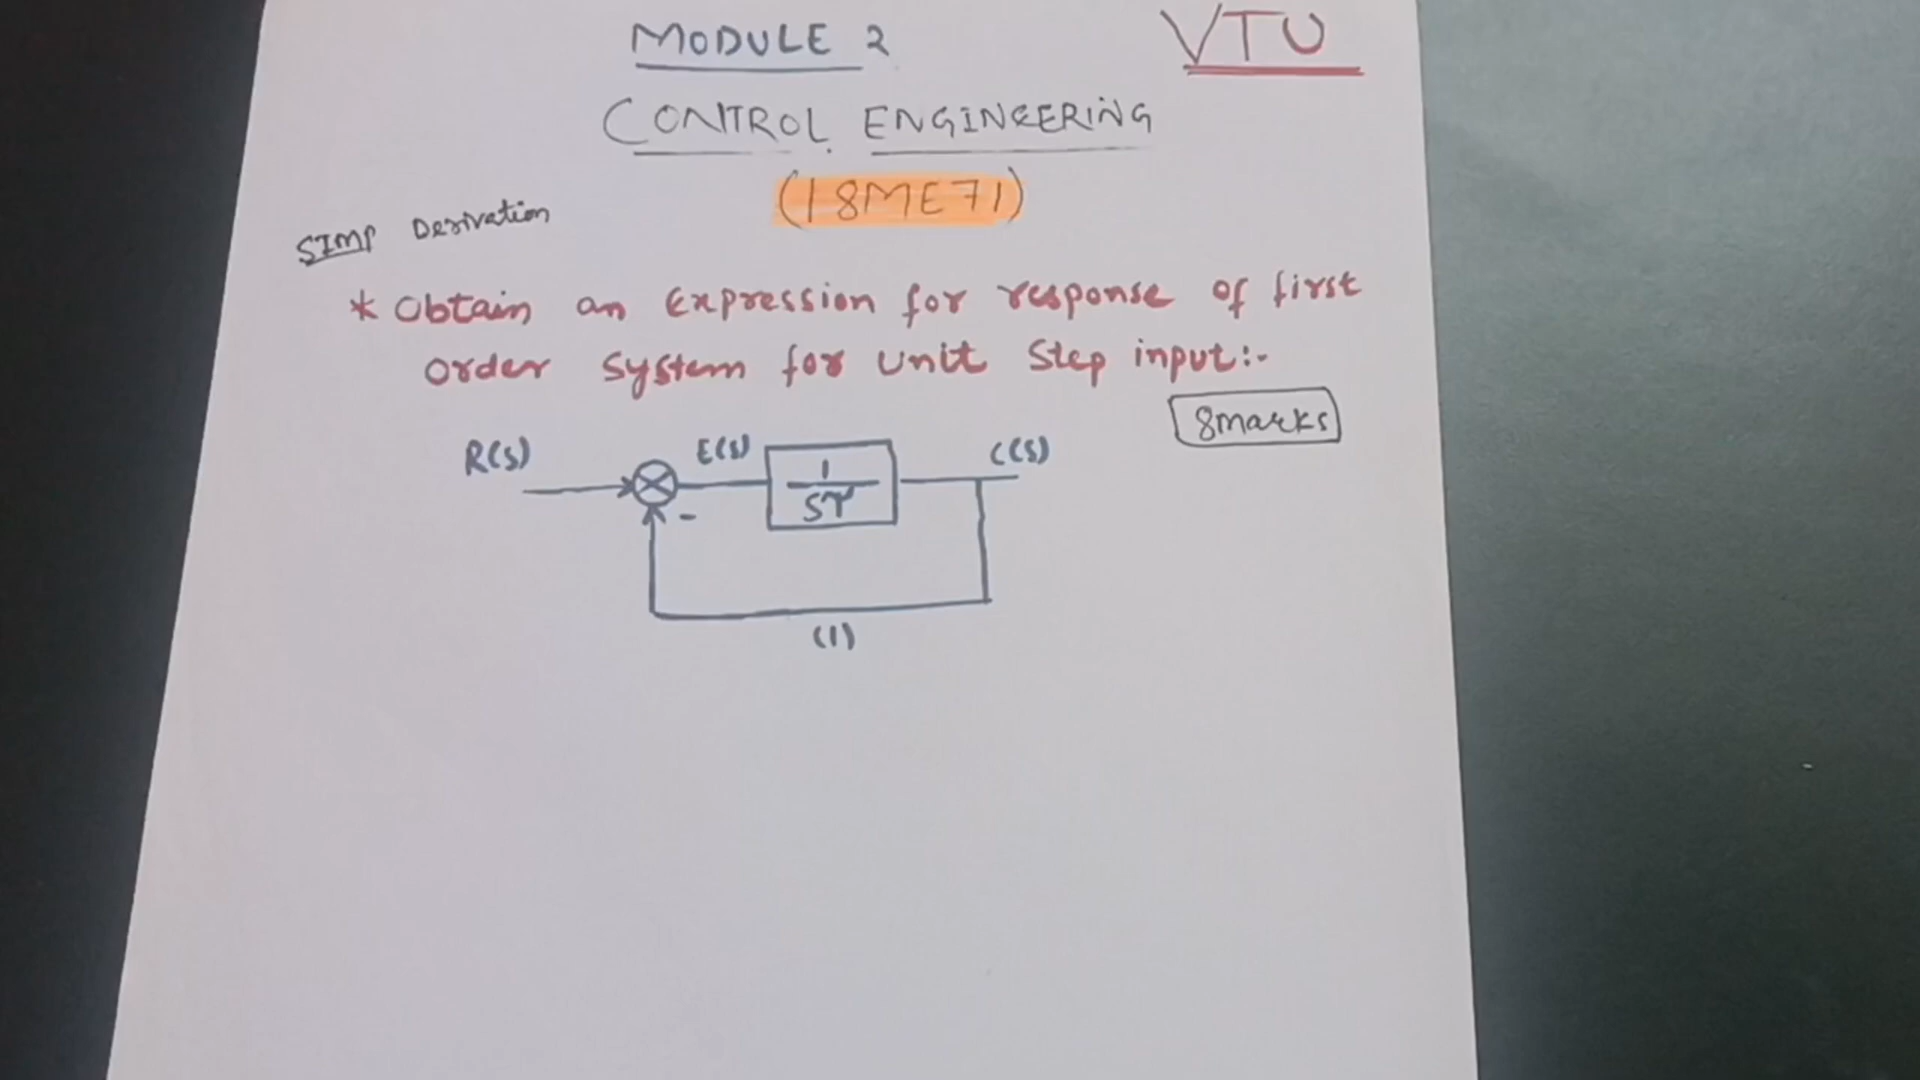 MODULE 2
VTU
CONTROL ENGINEERING
(18ME71)
SIMP Derivation
* Obtain an Expression for response of first
order System for Unit Step input:-
8marks
R(s)
E(s)
1
Sτ
C(S)
-
(1)